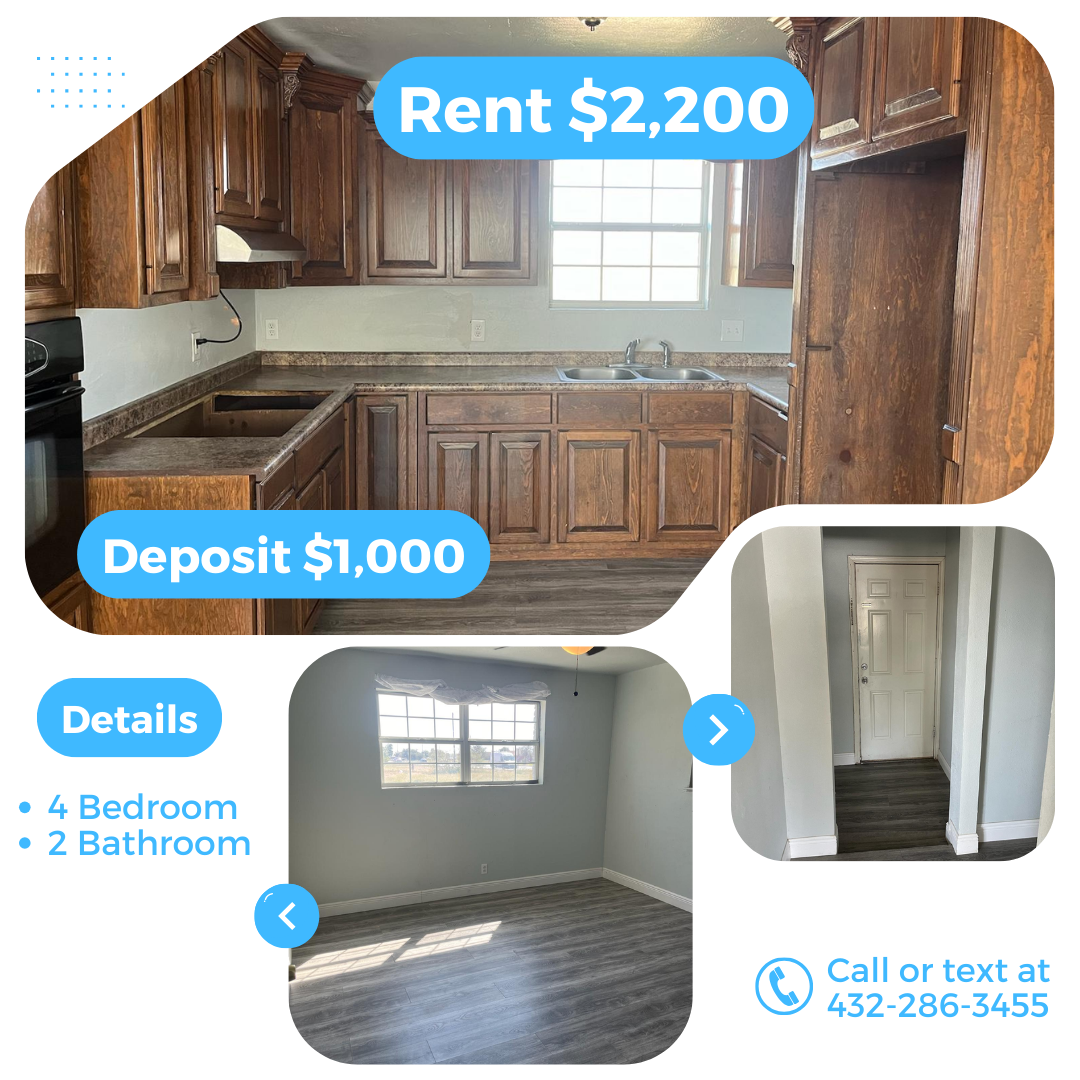 Rent $2,200
Deposit $1,000
Details
• 4 Bedroom
• 2 Bathroom
Call or text at
432-286-3455